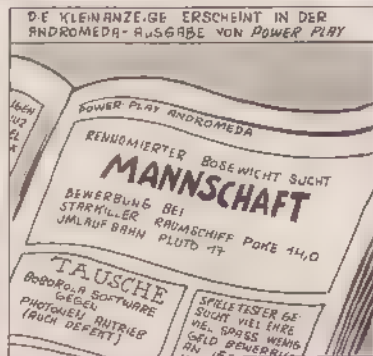 DIE KLEINANZEIGE ERSCHEINT IN DER
ANDROMEDA-AUSGABE VON POWER PLAY
POWER PLAY ANDROMEDA
RENNOMIERTER BÖSEWICHT SUCHT
MANNSCHAFT
BEWERBUNG BEI
STARKILLER RAUMSCHIFF POKE 14,0
UMLAUFBAHN PLUTO 17
TAUSCHE
BOBOROLA SOFTWARE
GEGEN
PHOTONEN ANTRIEB
(AUCH DEFEKT)
SPIELETESTER GE-
SUCHT VIEL EHRE
VIEL SPASS WENIG
GELD BEWERBUNG
AN